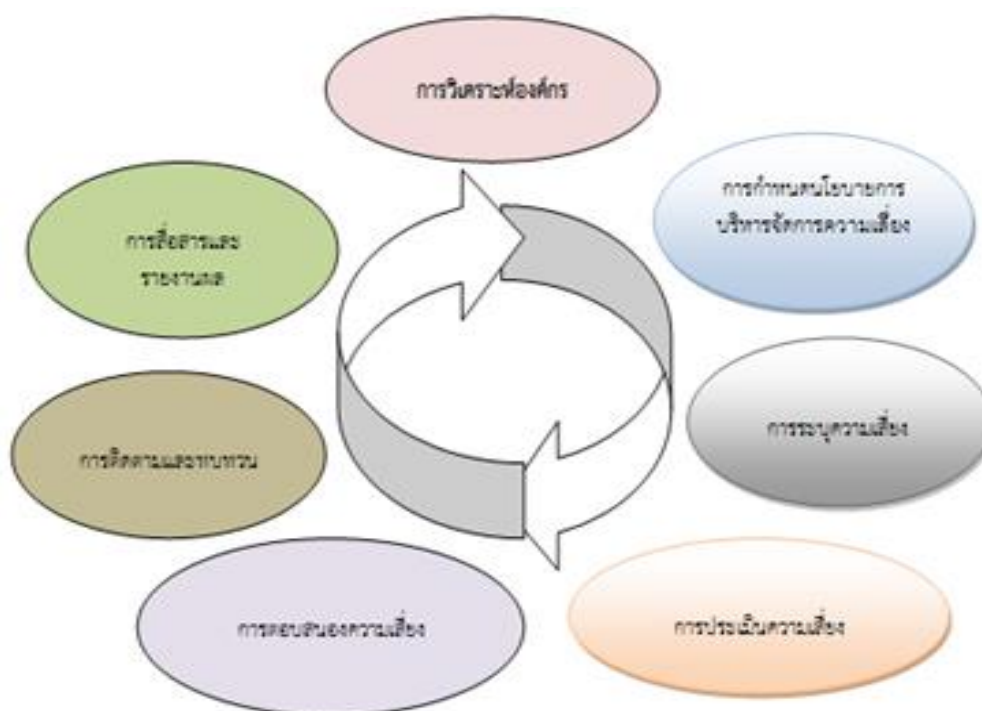 การวิเคราะห์องค์กร
การกำหนดนโยบายการ
บริหารจัดการความเสี่ยง
การระบุความเสี่ยง
การประเมินความเสี่ยง
การตอบสนองความเสี่ยง
การติดตามและทบทวน
การสื่อสารและ
รายงานผล